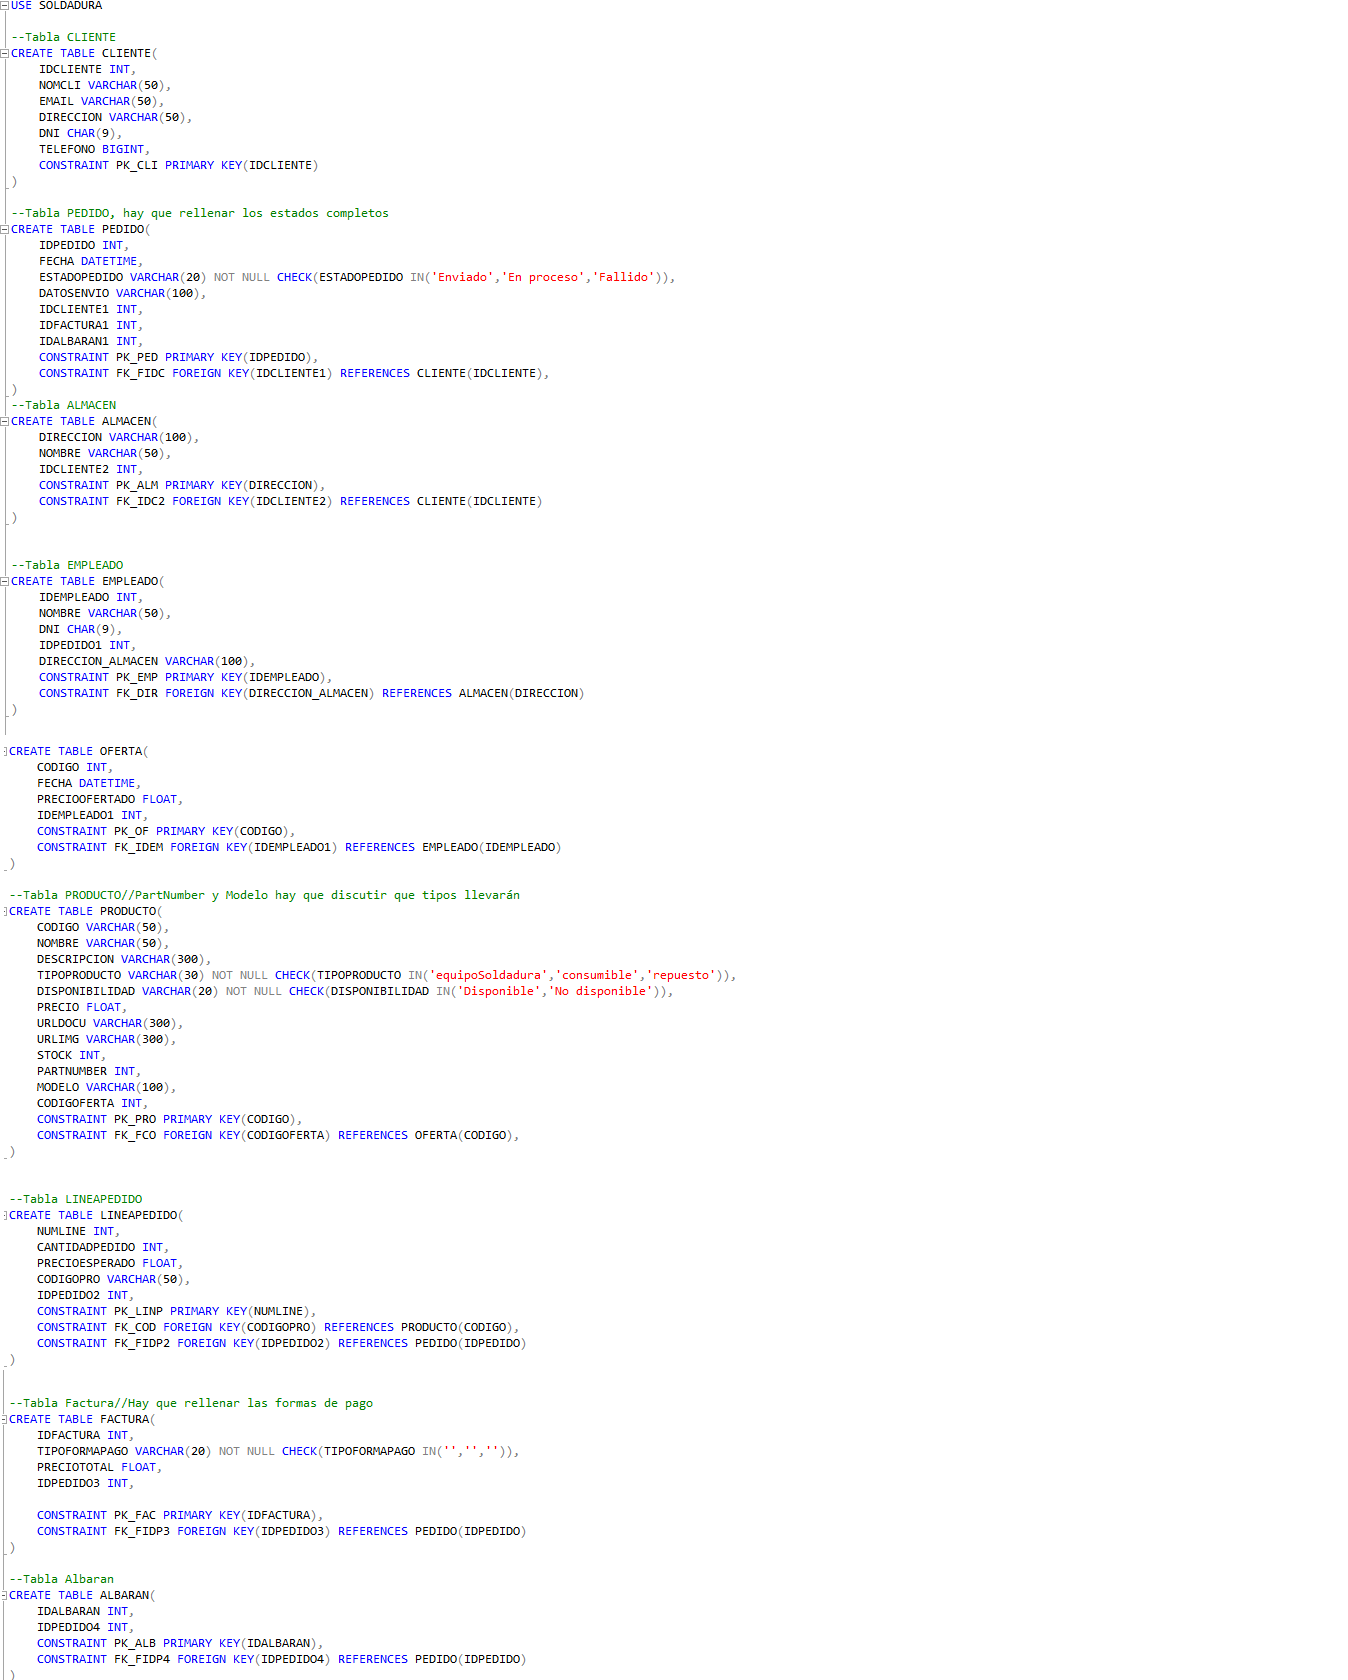 USE SOLDADURA
--Tabla CLIENTE
CREATE TABLE CLIENTE(
IDCLIENTE INT,
NOMCLI VARCHAR(50),
EMAIL VARCHAR(50),
DIRECCION VARCHAR(50),
DNI CHAR(9),
TELEFONO BIGINT,
CONSTRAINT PK_CLI PRIMARY KEY(IDCLIENTE)
)
--Tabla PEDIDO, hay que rellenar los estados completos
CREATE TABLE PEDIDO(
IDPEDIDO INT,
FECHA DATETIME,
ESTADOPEDIDO VARCHAR(20) NOT NULL CHECK(ESTADOPEDIDO IN('Enviado','En proceso','Fallido')),
DATOSENVIO VARCHAR(100),
IDCLIENTE1 INT,
IDFACTURA1 INT,
IDALBARAN1 INT,
CONSTRAINT PK_PED PRIMARY KEY(IDPEDIDO),
CONSTRAINT FK_FIDC FOREIGN KEY(IDCLIENTE1) REFERENCES CLIENTE(IDCLIENTE),
)
--Tabla ALMACEN
CREATE TABLE ALMACEN(
DIRECCION VARCHAR(100),
NOMBRE VARCHAR(50),
IDCLIENTE2 INT,
CONSTRAINT PK_ALM PRIMARY KEY(DIRECCION),
CONSTRAINT FK_IDC2 FOREIGN KEY(IDCLIENTE2) REFERENCES CLIENTE(IDCLIENTE)
)
--Tabla EMPLEADO
CREATE TABLE EMPLEADO(
IDEMPLEADO INT,
NOMBRE VARCHAR(50),
DNI CHAR(9),
IDPEDIDO1 INT,
DIRECCION_ALMACEN VARCHAR(100),
CONSTRAINT PK_EMP PRIMARY KEY(IDEMPLEADO),
CONSTRAINT FK_DIR FOREIGN KEY(DIRECCION_ALMACEN) REFERENCES ALMACEN(DIRECCION)
)
CREATE TABLE OFERTA(
CODIGO INT,
FECHA DATETIME,
PRECIOOFERTADO FLOAT,
IDEMPLEADO1 INT,
CONSTRAINT PK_OF PRIMARY KEY(CODIGO),
CONSTRAINT FK_IDEM FOREIGN KEY(IDEMPLEADO1) REFERENCES EMPLEADO(IDEMPLEADO)
)
--Tabla PRODUCTO//PartNumber y Modelo hay que discutir que tipos llevarán
CREATE TABLE PRODUCTO(
CODIGO VARCHAR(50),
NOMBRE VARCHAR(50),
DESCRIPCION VARCHAR(300),
TIPOPRODUCTO VARCHAR(30) NOT NULL CHECK(TIPOPRODUCTO IN('equipoSoldadura','consumible','repuesto')),
DISPONIBILIDAD VARCHAR(20) NOT NULL CHECK(DISPONIBILIDAD IN('Disponible','No disponible')),
PRECIO FLOAT,
URLDOCU VARCHAR(300),
URLIMG VARCHAR(300),
STOCK INT,
PARTNUMBER INT,
MODELO VARCHAR(100),
CODIGOFERTA INT,
CONSTRAINT PK_PRO PRIMARY KEY(CODIGO),
CONSTRAINT FK_FCO FOREIGN KEY(CODIGOFERTA) REFERENCES OFERTA(CODIGO),
)
--Tabla LINEAPEDIDO
CREATE TABLE LINEAPEDIDO(
NUMLINE INT,
CANTIDADPEDIDO INT,
PRECIOESPERADO FLOAT,
CODIGOPRO VARCHAR(50),
IDPEDIDO2 INT,
CONSTRAINT PK_LINP PRIMARY KEY(NUMLINE),
CONSTRAINT FK_COD FOREIGN KEY(CODIGOPRO) REFERENCES PRODUCTO(CODIGO),
CONSTRAINT FK_FIDP2 FOREIGN KEY(IDPEDIDO2) REFERENCES PEDIDO(IDPEDIDO)
)
--Tabla Factura//Hay que rellenar las formas de pago
CREATE TABLE FACTURA(
IDFACTURA INT,
TIPOFORMAPAGO VARCHAR(20) NOT NULL CHECK(TIPOFORMAPAGO IN('','','')),
PRECIOTOTAL FLOAT,
IDPEDIDO3 INT,
CONSTRAINT PK_FAC PRIMARY KEY(IDFACTURA),
CONSTRAINT FK_FIDP3 FOREIGN KEY(IDPEDIDO3) REFERENCES PEDIDO(IDPEDIDO)
)
--Tabla Albaran
CREATE TABLE ALBARAN(
IDALBARAN INT,
IDPEDIDO4 INT,
CONSTRAINT PK_ALB PRIMARY KEY(IDALBARAN),
CONSTRAINT FK_FIDP4 FOREIGN KEY(IDPEDIDO4) REFERENCES PEDIDO(IDPEDIDO)
)